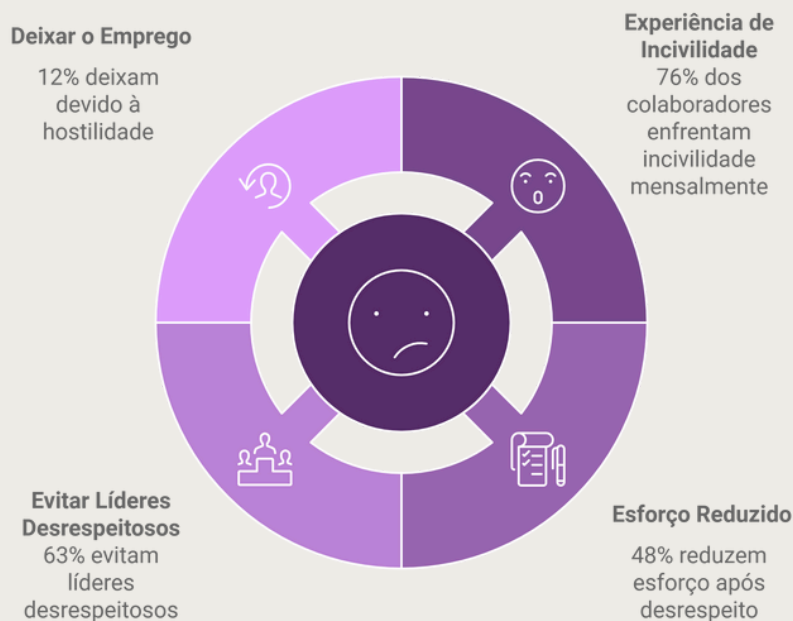 Deixar o Emprego
12% deixam
devido à
hostilidade
Experiência de
Incivilidade
76% dos
colaboradores
enfrentam
incivilidade
mensalmente
Evitar Líderes
Desrespeitosos
63% evitam
líderes
desrespeitosos
Esforço Reduzido
48% reduzem
esforço após
desrespeito